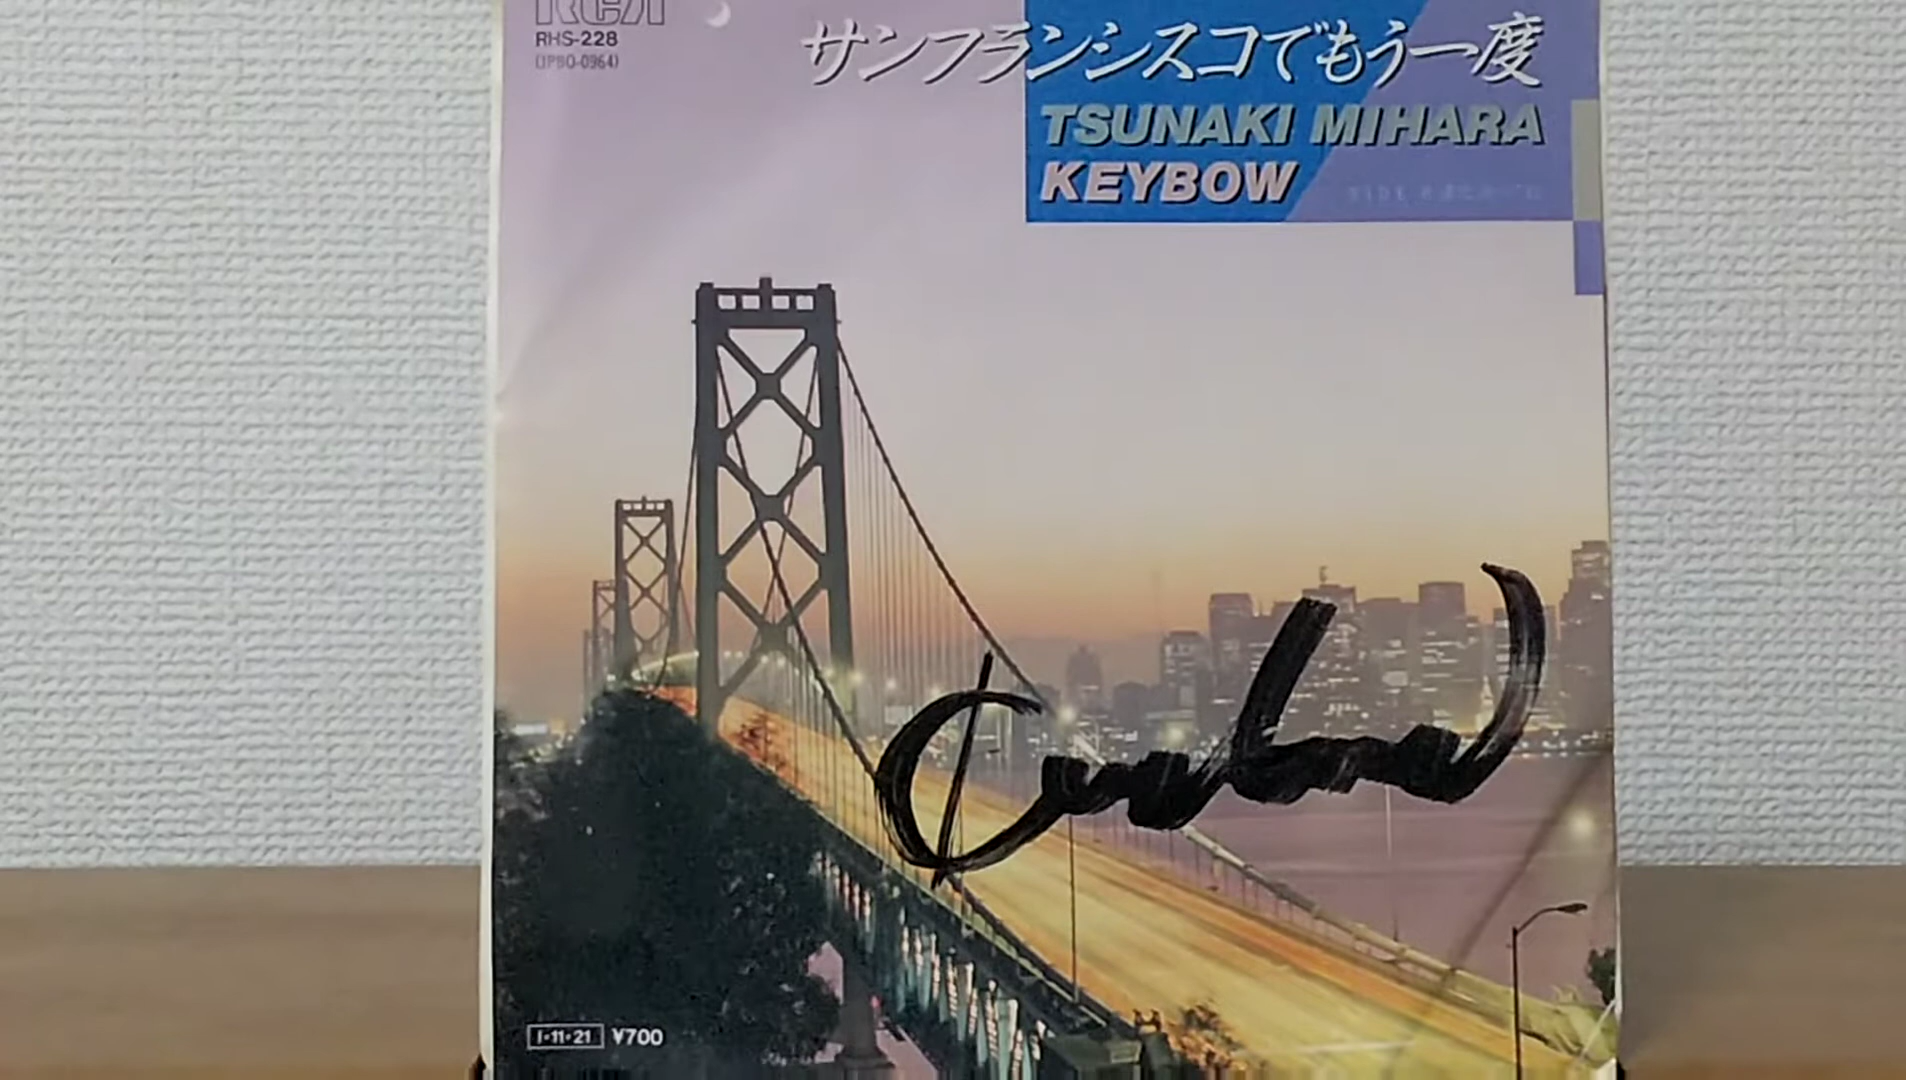 RCA
RHS-228
(JPBO-0964)
サンフランシスコでもう一度
TSUNAKI MIHARA
KEYBOW
I・11・21 ¥700